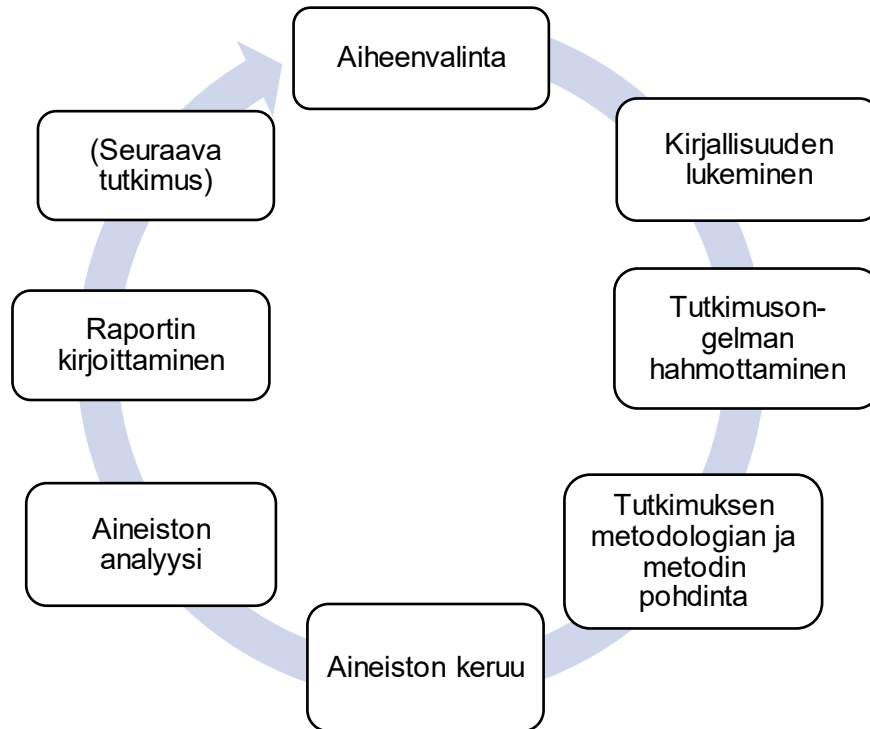 Aiheenvalinta
Kirjallisuuden
lukeminen
Tutkimuson-
gelman
hahmottaminen
Tutkimuksen
metodologian ja
metodin
pohdinta
Aineiston keruu
Aineiston
analyysi
Raportin
kirjoittaminen
(Seuraava
tutkimus)